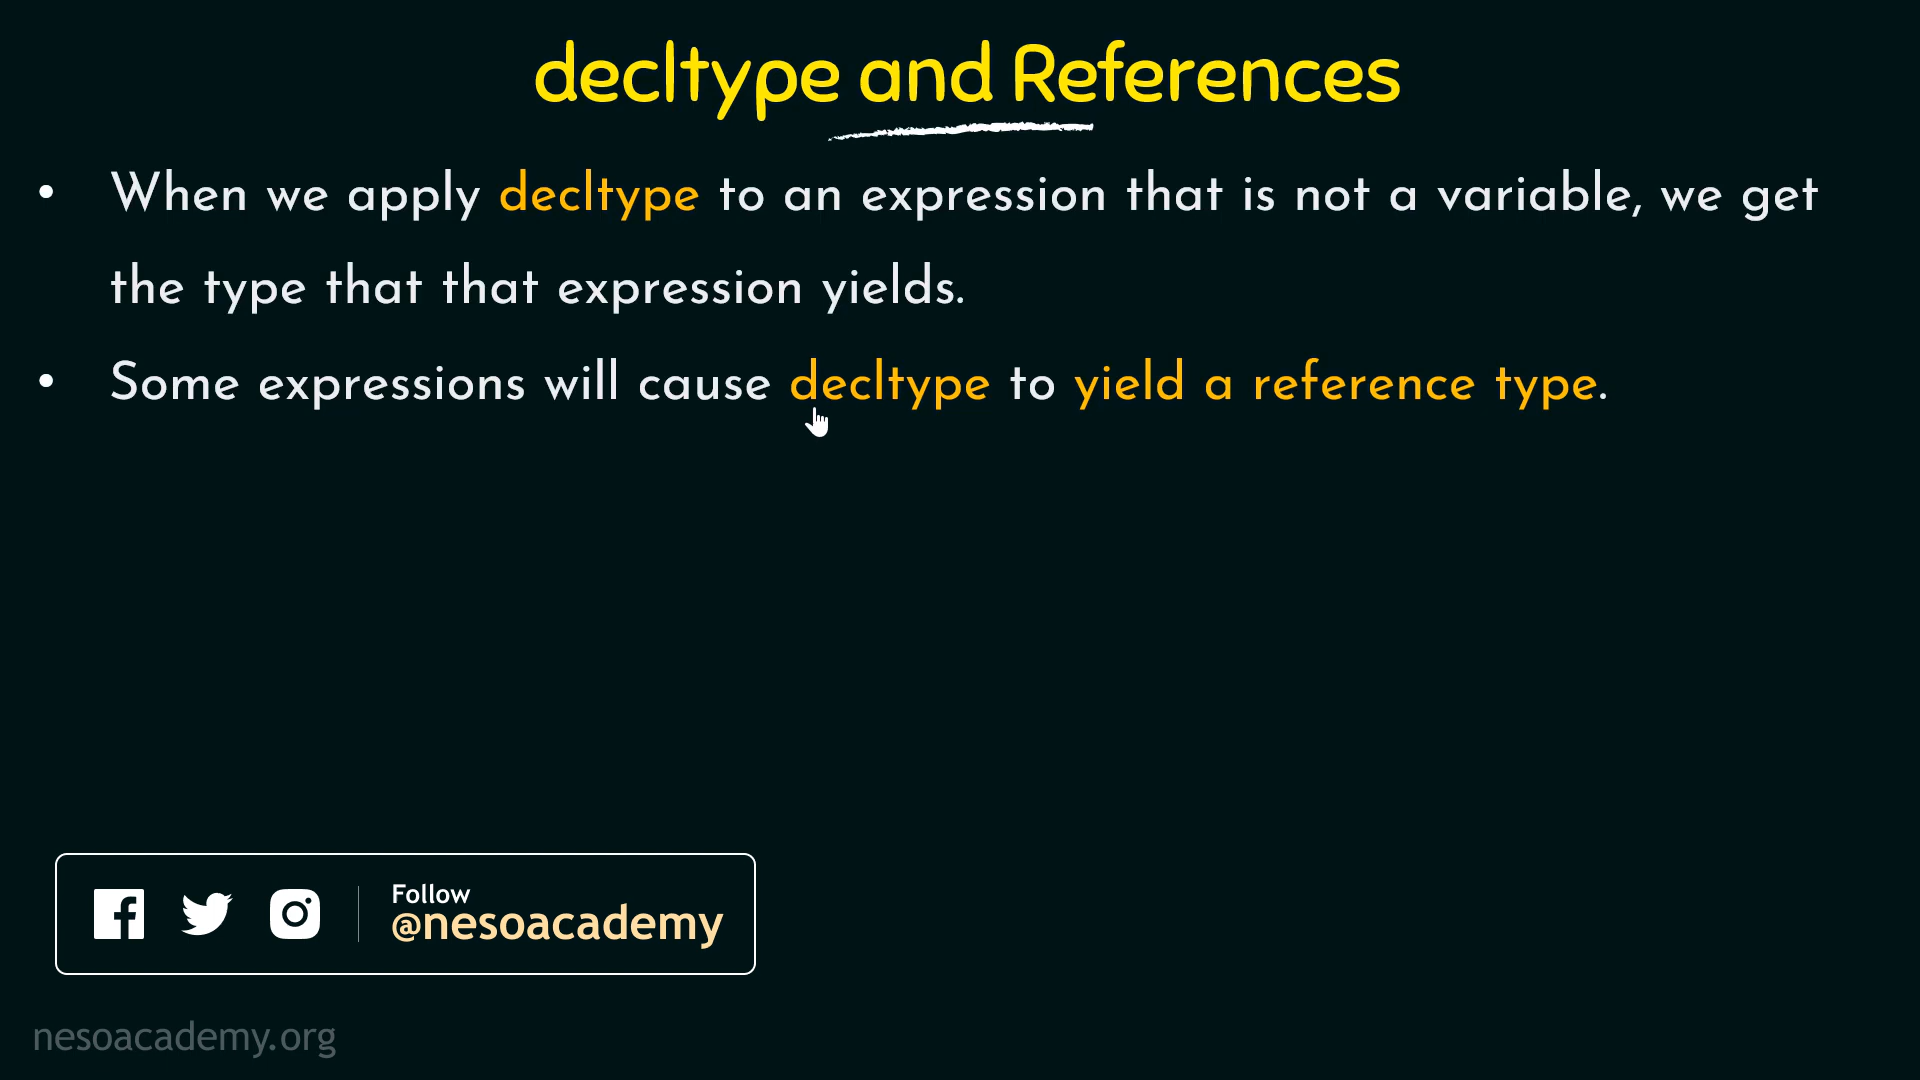 decltype and References
• When we apply decltype to an expression that is not a variable, we get
the type that that expression yields.
• Some expressions will cause decltype to yield a reference type.
Follow
@nesoacademy
nesoacademy.org